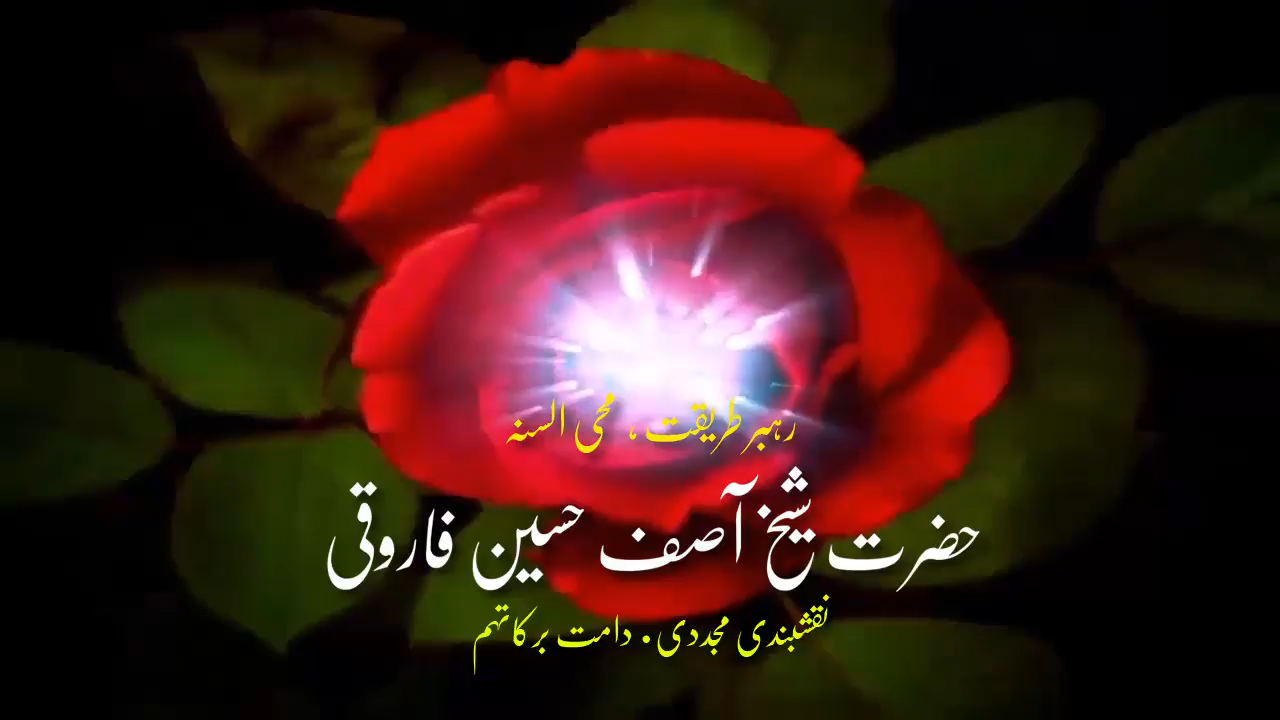 رہبر طریقت، محی السنہ
حضرت شیخ آصف حسین فاروقی
نقشبندی مجددی. دامت برکاتہم